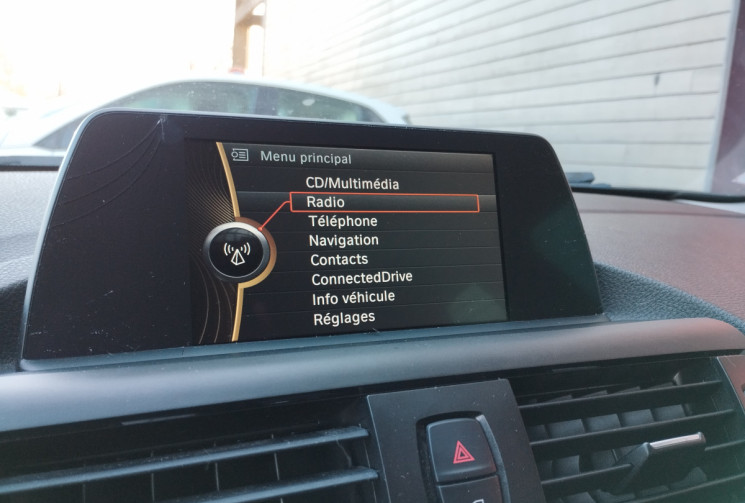 Menu principal
CD/Multimédia
Radio
Téléphone
Navigation
Contacts
ConnectedDrive
Info véhicule
Réglages